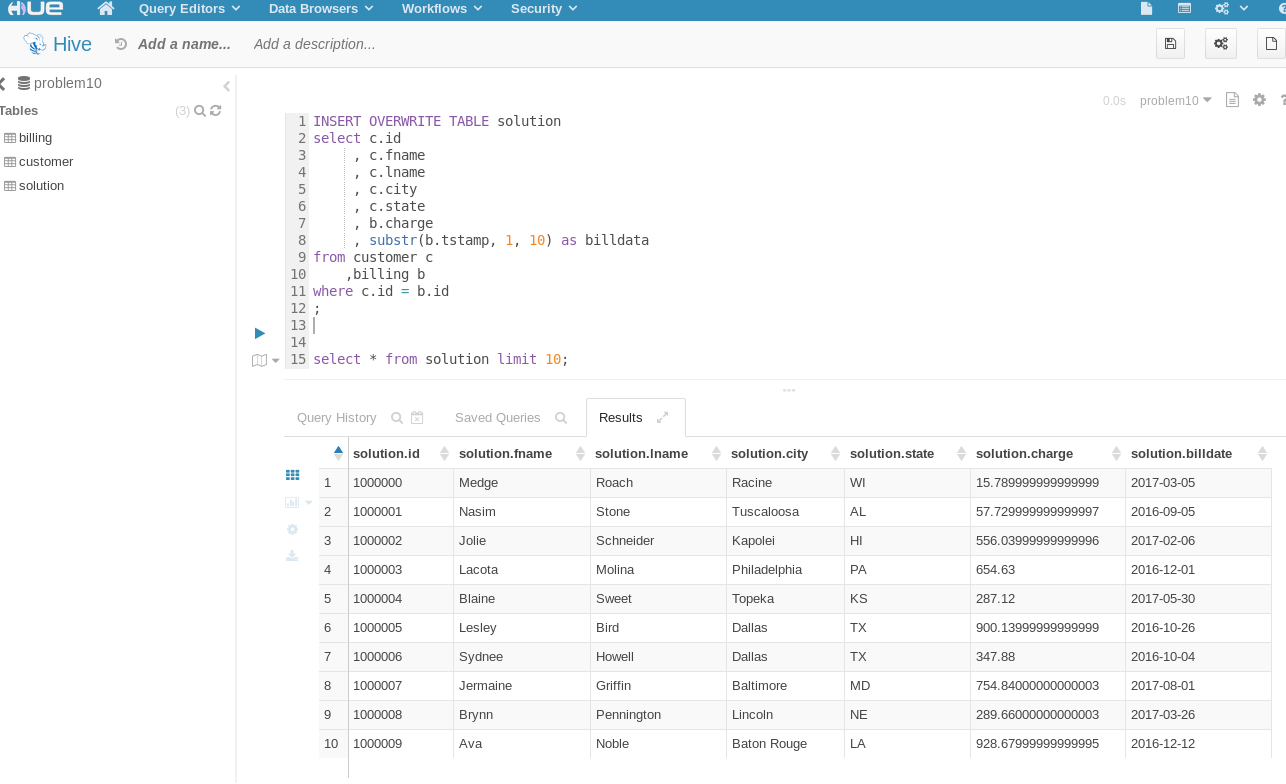 HUE Query Editors Data Browsers Workflows Security
Hive Add a name... Add a description...
problem10
Tables (3)
billing
customer
solution
0.0s problem10
1 INSERT OVERWRITE TABLE solution
2 select c.id
3 , c.fname
4 , c.lname
5 , c.city
6 , c.state
7 , b.charge
8 , substr(b.tstamp, 1, 10) as billdata
9 from customer c
10 ,billing b
11 where c.id = b.id
12 ;
13
14
15 select * from solution limit 10;
Query History Saved Queries Results
solution.id solution.fname solution.lname solution.city solution.state solution.charge solution.billdate
1 1000000 Medge Roach Racine WI 15.789999999999999 2017-03-05
2 1000001 Nasim Stone Tuscaloosa AL 57.729999999999997 2016-09-05
3 1000002 Jolie Schneider Kapolei HI 556.03999999999996 2017-02-06
4 1000003 Lacota Molina Philadelphia PA 654.63 2016-12-01
5 1000004 Blaine Sweet Topeka KS 287.12 2017-05-30
6 1000005 Lesley Bird Dallas TX 900.13999999999999 2016-10-26
7 1000006 Sydnee Howell Dallas TX 347.88 2016-10-04
8 1000007 Jermaine Griffin Baltimore MD 754.84000000000003 2017-08-01
9 1000008 Brynn Pennington Lincoln NE 289.66000000000003 2017-03-26
10 1000009 Ava Noble Baton Rouge LA 928.67999999999995 2016-12-12